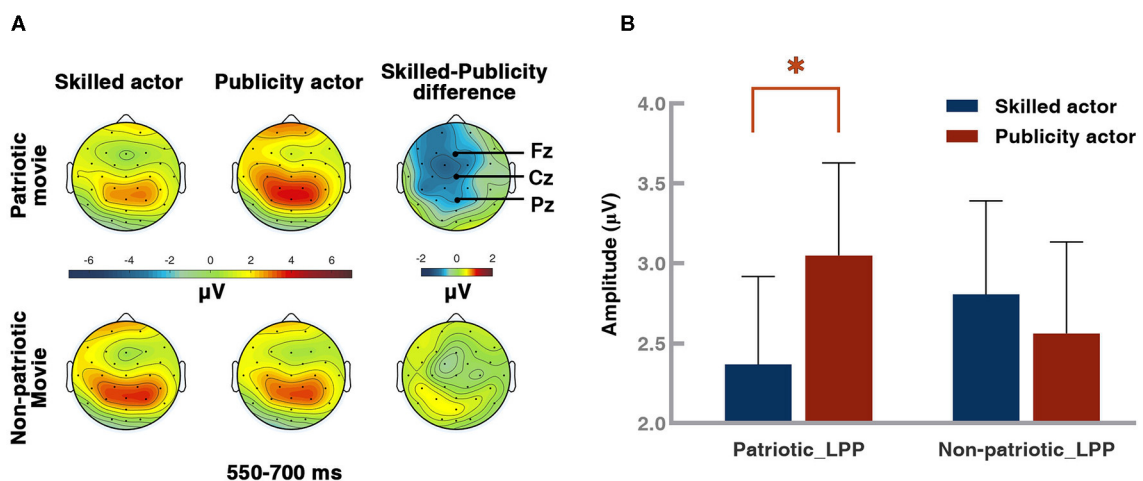 A
Skilled actor
Publicity actor
Skilled-Publicity
difference
Patriotic
movie
Fz
Cz
Pz
-6 -4 -2 0 2 4 6
μV
-2 0 2
μV
Non-patriotic
Movie
550-700 ms
B
*
Skilled actor
Publicity actor
Amplitude (μV)
4.0
3.5
3.0
2.5
2.0
Patriotic_LPP
Non-patriotic_LPP